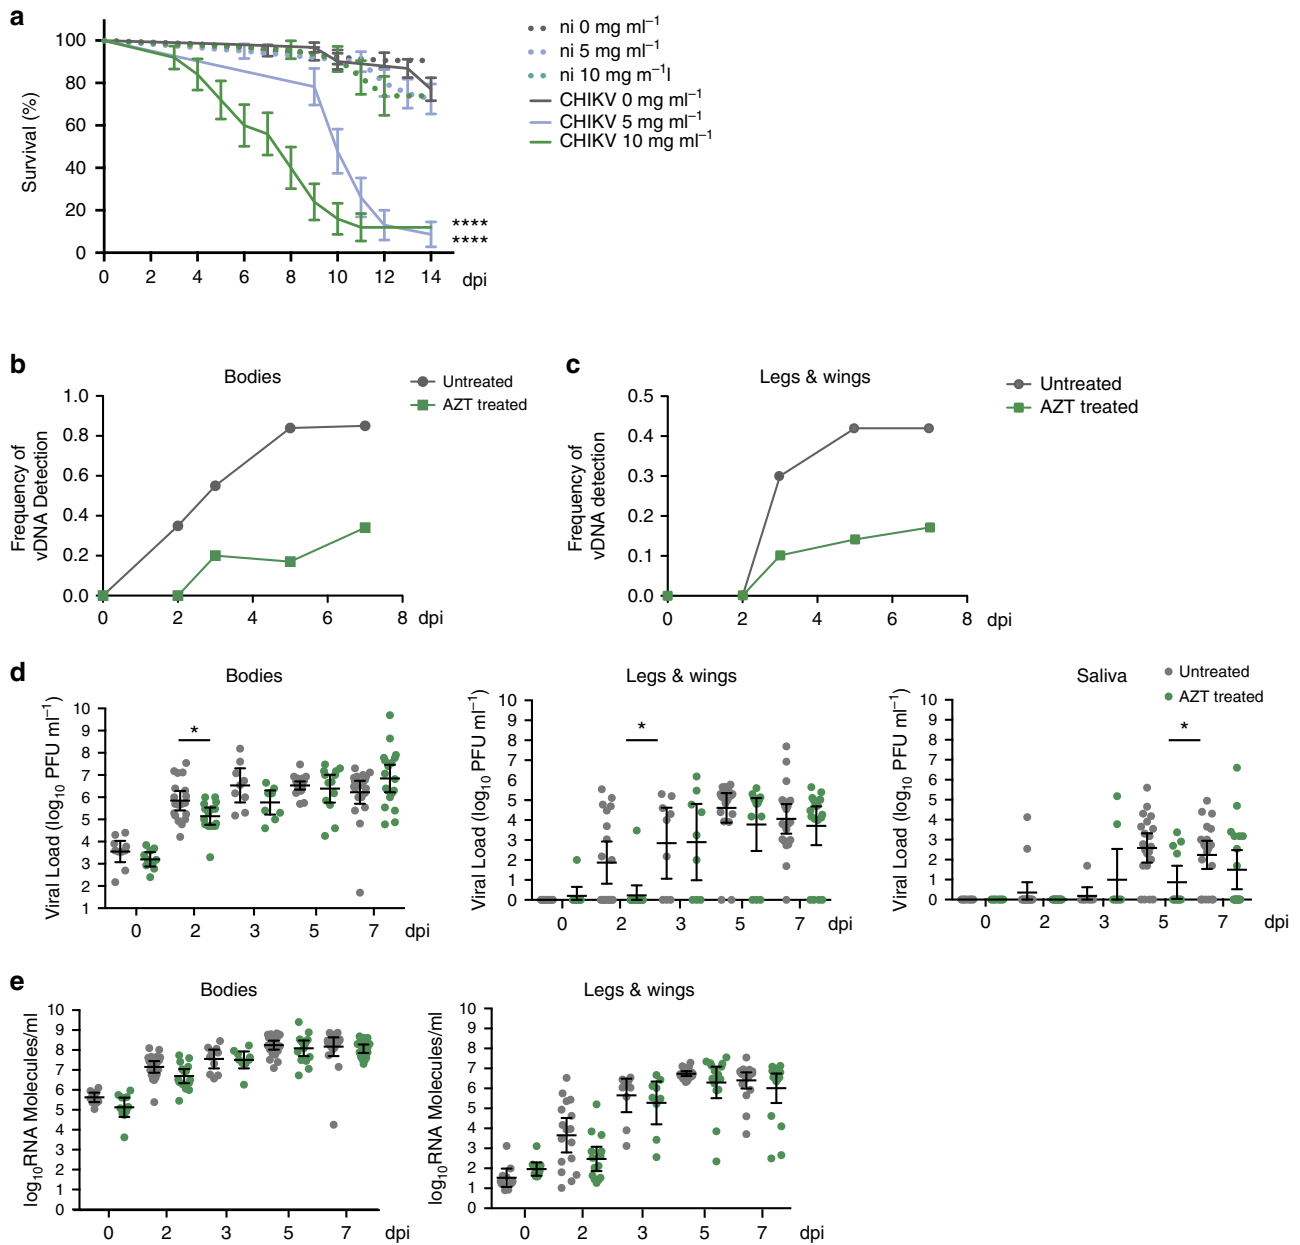 a
ni 0 mg ml⁻¹
ni 5 mg ml⁻¹
ni 10 mg m⁻¹l
CHIKV 0 mg ml⁻¹
CHIKV 5 mg ml⁻¹
CHIKV 10 mg ml⁻¹
Survival (%)
100
80
60
40
20
0
****
****
0 2 4 6 8 10 12 14 dpi
b
Bodies
Untreated
AZT treated
Frequency of
vDNA Detection
1.0
0.8
0.6
0.4
0.2
0.0
0 2 4 6 8 dpi
c
Legs & wings
Untreated
AZT treated
Frequency of
vDNA detection
0.5
0.4
0.3
0.2
0.1
0.0
0 2 4 6 8 dpi
d
Bodies
Viral Load (log₁₀ PFU ml⁻¹)
10
9
8
7
6
5
4
3
2
1
*
0 2 3 5 7 dpi
Legs & wings
Viral Load (log₁₀ PFU ml⁻¹)
10
9
8
7
6
5
4
3
2
1
0
*
0 2 3 5 7 dpi
Saliva
Untreated
AZT treated
Viral Load (log₁₀ PFU ml⁻¹)
10
9
8
7
6
5
4
3
2
1
0
*
0 2 3 5 7 dpi
e
Bodies
log₁₀RNA Molecules/ml
10
9
8
7
6
5
4
3
2
1
0
0 2 3 5 7 dpi
Legs & wings
log₁₀RNA Molecules/ml
10
9
8
7
6
5
4
3
2
1
0
0 2 3 5 7 dpi